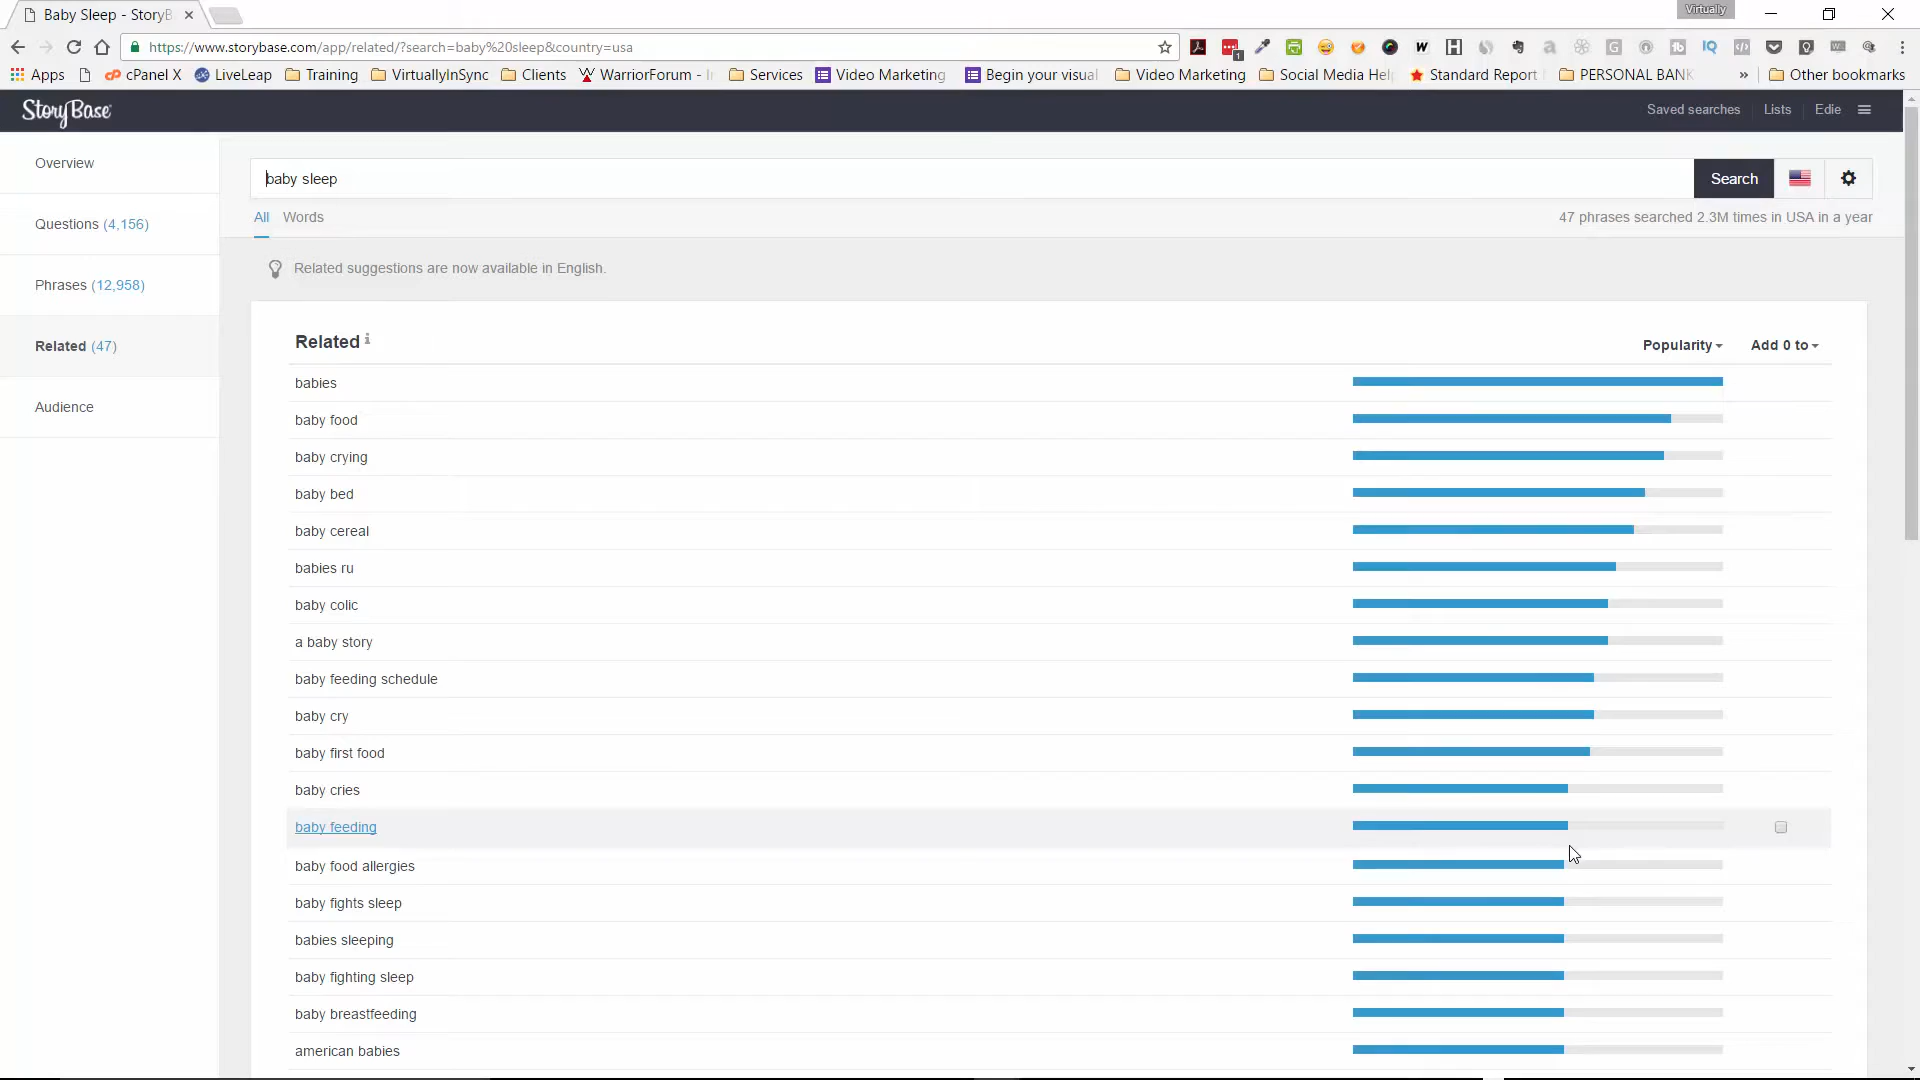 Baby Sleep - StoryB
Virtually
https://www.storybase.com/app/related/?search=baby%20sleep&country=usa
Apps
cPanel X
LiveLeap
Training
VirtuallyInSync
Clients
WarriorForum - I
Services
Video Marketing
Begin your visual
Video Marketing
Social Media Hel
Standard Report
PERSONAL BANK
»
Other bookmarks
StoryBase
Saved searches
Lists
Edie
Overview
Questions (4,156)
Phrases (12,958)
Related (47)
Audience
baby sleep
Search
All Words
47 phrases searched 2.3M times in USA in a year
Related suggestions are now available in English.
Related i
Popularity
Add 0 to
babies
baby food
baby crying
baby bed
baby cereal
babies ru
baby colic
a baby story
baby feeding schedule
baby cry
baby first food
baby cries
baby feeding
baby food allergies
baby fights sleep
babies sleeping
baby fighting sleep
baby breastfeeding
american babies